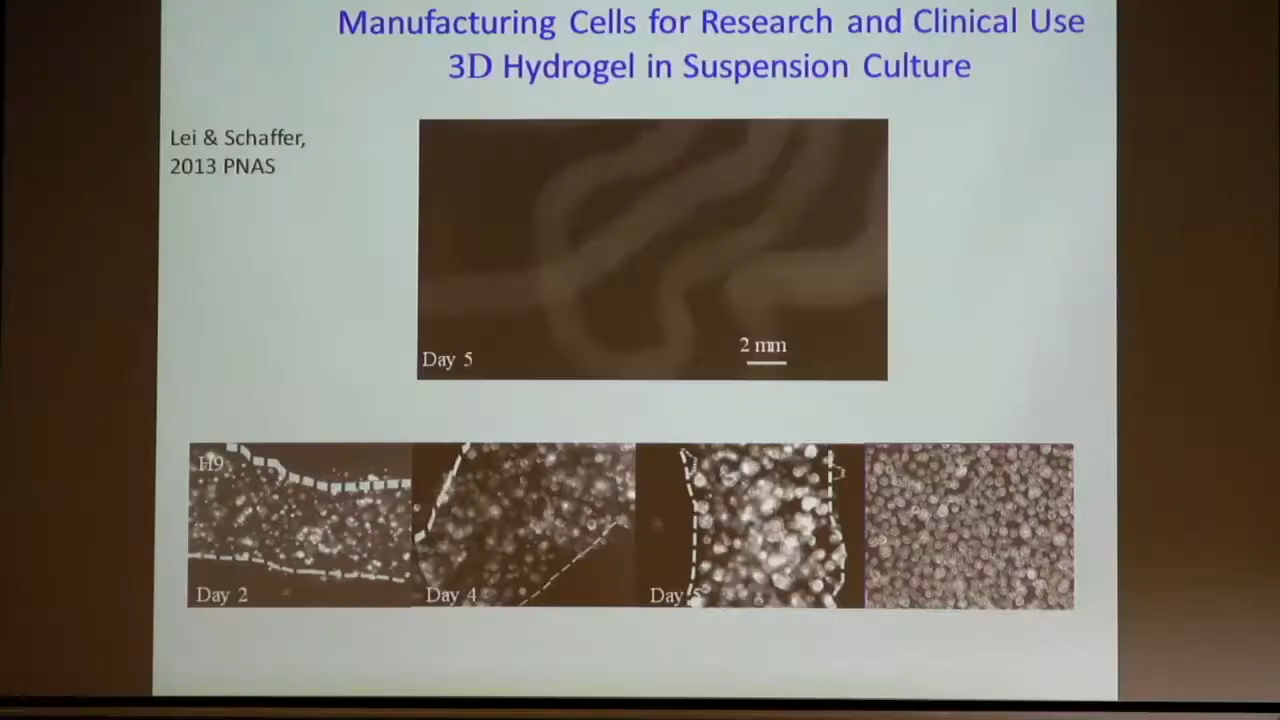 Manufacturing Cells for Research and Clinical Use
3D Hydrogel in Suspension Culture
Lei & Schaffer,
2013 PNAS
Day 5
2 mm
H9
Day 2
Day 4
Day 5